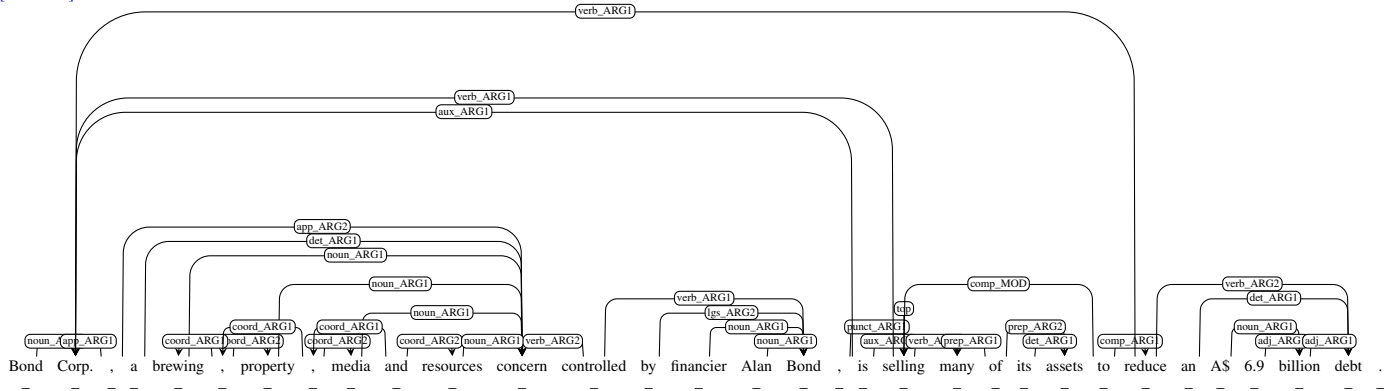 verb_ARG1
verb_ARG1
aux_ARG1
app_ARG2
det_ARG1
noun_ARG1
noun_ARG1 comp_MOD verb_ARG2
verb_ARG1 det_ARG1
noun_ARG1 lgs_ARG2 top
coord_ARG1 coord_ARG1 noun_ARG1 punct_ARG1 prep_ARG2 noun_ARG1
app_ARG1 coord_ARG1 coord_ARG2 coord_ARG2 noun_ARG1 verb_ARG2 noun_ARG1 prep_ARG1 det_ARG1 comp_ARG1 adj_ARG1
Bond Corp. , a brewing , property , media and resources concern controlled by financier Alan Bond , is selling many of its assets to reduce an A$ 6.9 billion debt .